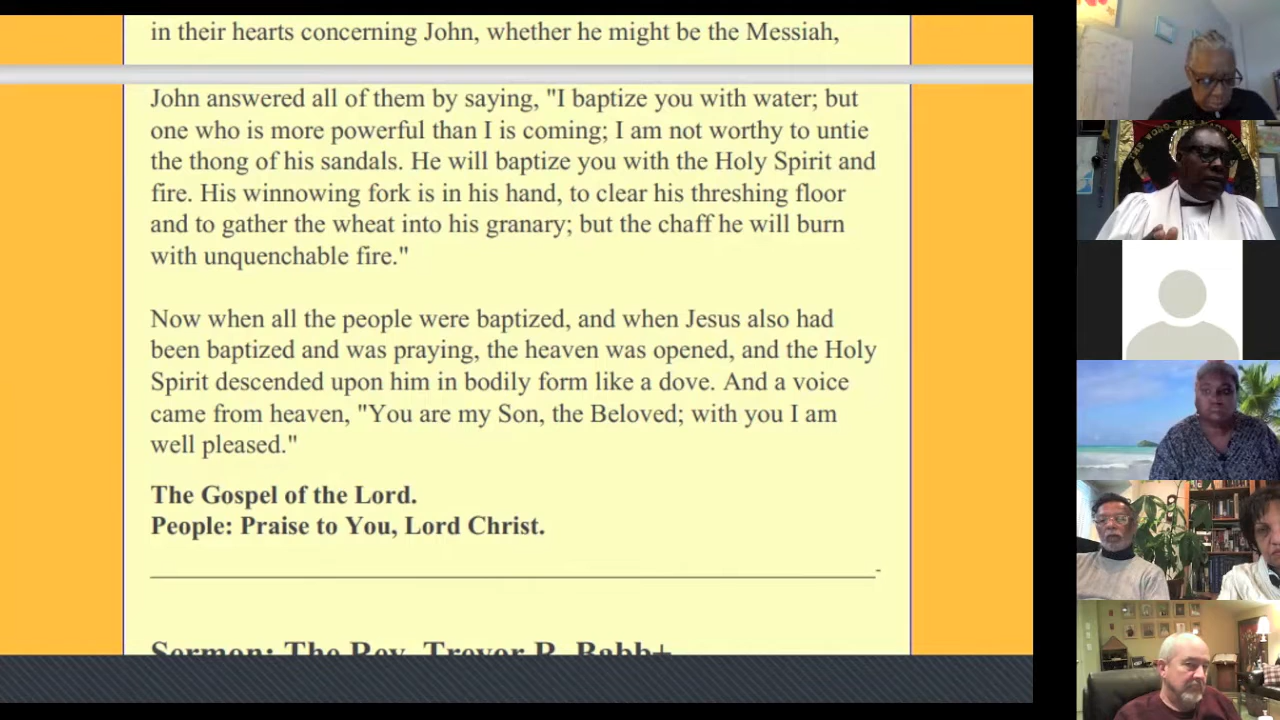 in their hearts concerning John, whether he might be the Messiah,
John answered all of them by saying, "I baptize you with water; but
one who is more powerful than I is coming; I am not worthy to untie
the thong of his sandals. He will baptize you with the Holy Spirit and
fire. His winnowing fork is in his hand, to clear his threshing floor
and to gather the wheat into his granary; but the chaff he will burn
with unquenchable fire."
Now when all the people were baptized, and when Jesus also had
been baptized and was praying, the heaven was opened, and the Holy
Spirit descended upon him in bodily form like a dove. And a voice
came from heaven, "You are my Son, the Beloved; with you I am
well pleased."
The Gospel of the Lord.
People: Praise to You, Lord Christ.
Sermon: The Rev. Trevor R. Babb+